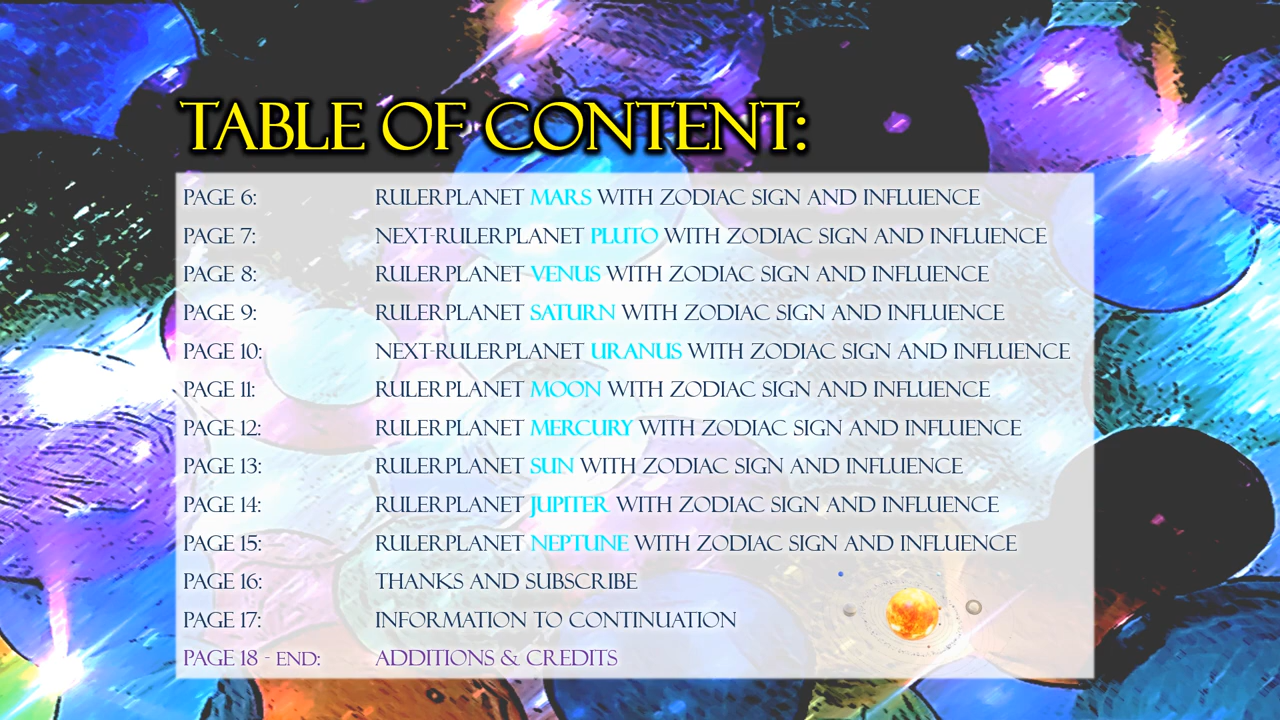 TABLE OF CONTENT:
PAGE 6: RULERPLANET MARS WITH ZODIAC SIGN AND INFLUENCE
PAGE 7: NEXT-RULERPLANET PLUTO WITH ZODIAC SIGN AND INFLUENCE
PAGE 8: RULERPLANET VENUS WITH ZODIAC SIGN AND INFLUENCE
PAGE 9: RULERPLANET SATURN WITH ZODIAC SIGN AND INFLUENCE
PAGE 10: NEXT-RULERPLANET URANUS WITH ZODIAC SIGN AND INFLUENCE
PAGE 11: RULERPLANET MOON WITH ZODIAC SIGN AND INFLUENCE
PAGE 12: RULERPLANET MERCURY WITH ZODIAC SIGN AND INFLUENCE
PAGE 13: RULERPLANET SUN WITH ZODIAC SIGN AND INFLUENCE
PAGE 14: RULERPLANET JUPITER WITH ZODIAC SIGN AND INFLUENCE
PAGE 15: RULERPLANET NEPTUNE WITH ZODIAC SIGN AND INFLUENCE
PAGE 16: THANKS AND SUBSCRIBE
PAGE 17: INFORMATION TO CONTINUATION
PAGE 18 - END: ADDITIONS & CREDITS